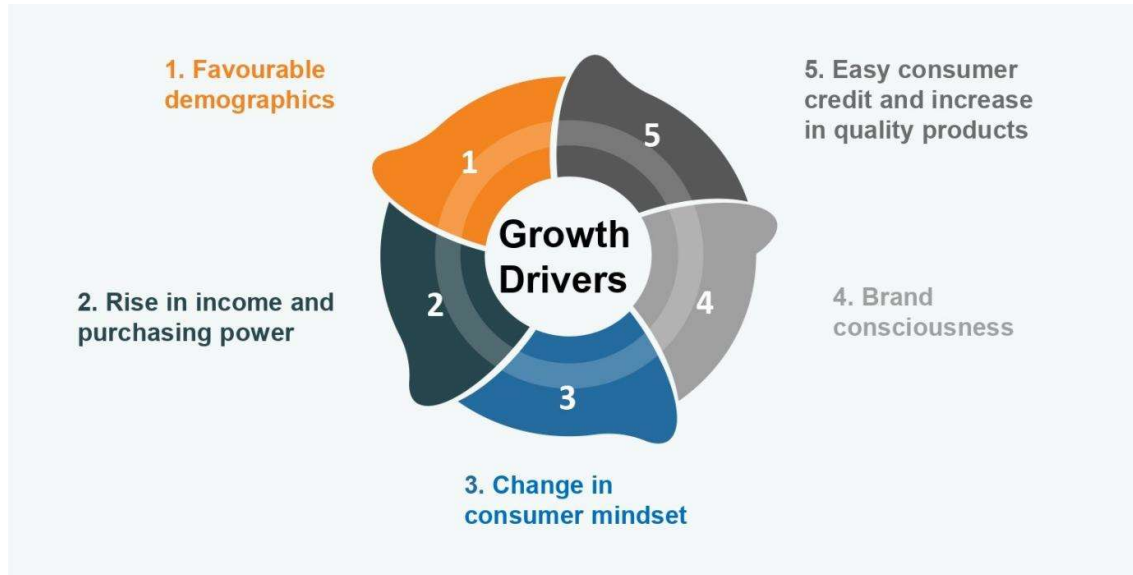 1. Favourable
demographics
2. Rise in income and
purchasing power
3. Change in
consumer mindset
4. Brand
consciousness
5. Easy consumer
credit and increase
in quality products
Growth
Drivers
1
2
3
4
5